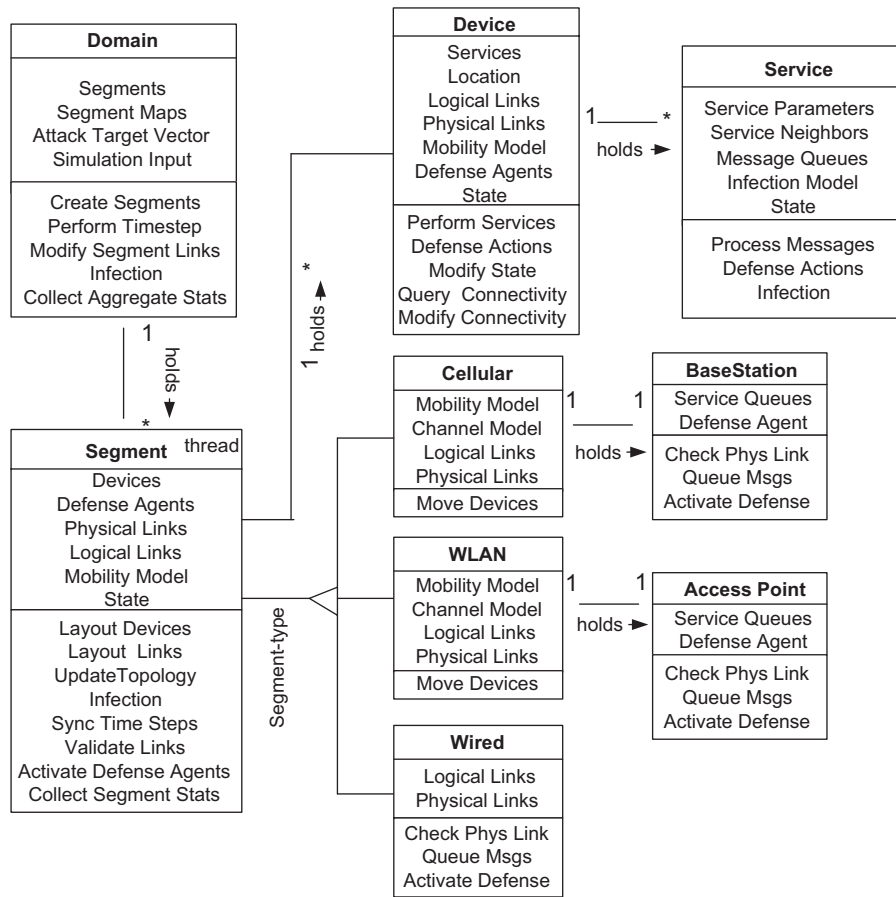 Domain
Segments
Segment Maps
Attack Target Vector
Simulation Input
Create Segments
Perform Timestep
Modify Segment Links
Infection
Collect Aggregate Stats
1
holds
*
Segment
thread
Devices
Defense Agents
Physical Links
Logical Links
Mobility Model
State
Layout Devices
Layout Links
UpdateTopology
Infection
Sync Time Steps
Validate Links
Activate Defense Agents
Collect Segment Stats
1
holds
*
Segment-type
Device
Services
Location
Logical Links
Physical Links
Mobility Model
Defense Agents
State
Perform Services
Defense Actions
Modify State
Query Connectivity
Modify Connectivity
1
*
holds
Service
Service Parameters
Service Neighbors
Message Queues
Infection Model
State
Process Messages
Defense Actions
Infection
Cellular
Mobility Model
Channel Model
Logical Links
Physical Links
Move Devices
1
1
holds
BaseStation
Service Queues
Defense Agent
Check Phys Link
Queue Msgs
Activate Defense
WLAN
Mobility Model
Channel Model
Logical Links
Physical Links
Move Devices
1
1
holds
Access Point
Service Queues
Defense Agent
Check Phys Link
Queue Msgs
Activate Defense
Wired
Logical Links
Physical Links
Check Phys Link
Queue Msgs
Activate Defense